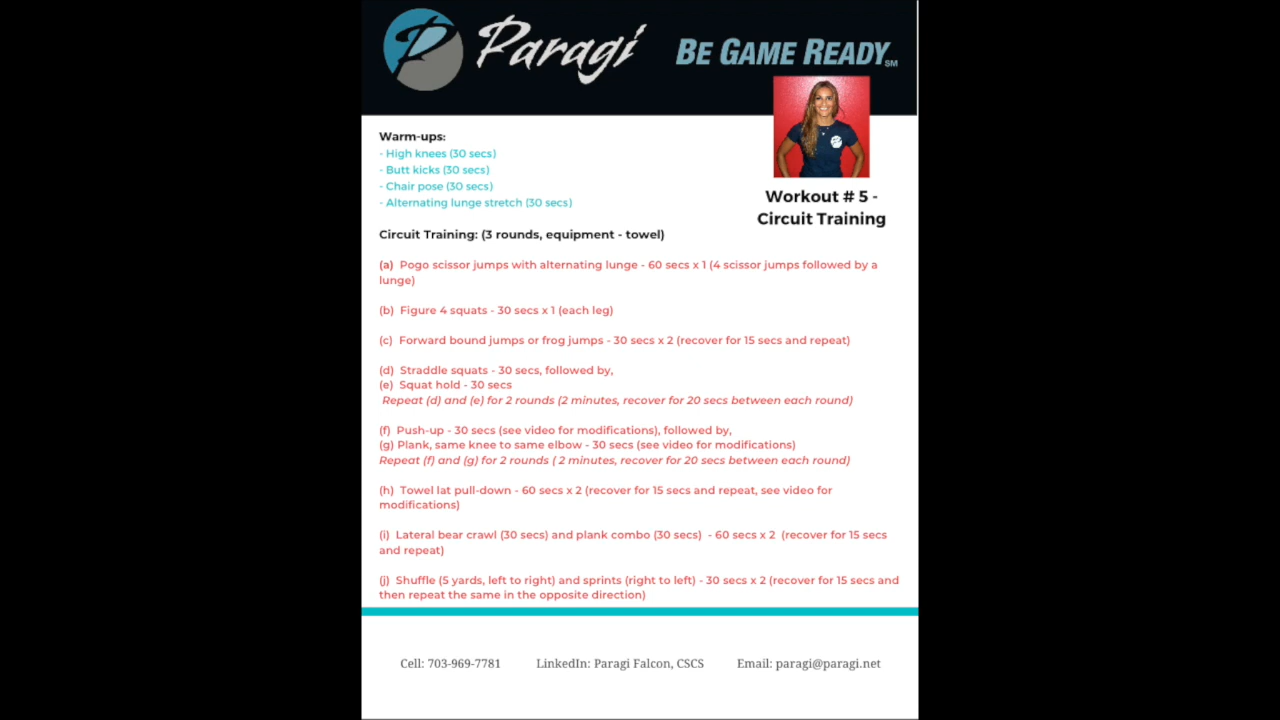 Paragi
BE GAME READY SM
Warm-ups:
- High knees (30 secs)
- Butt kicks (30 secs)
- Chair pose (30 secs)
- Alternating lunge stretch (30 secs)
Workout # 5 -
Circuit Training
Circuit Training: (3 rounds, equipment - towel)
(a) Pogo scissor jumps with alternating lunge - 60 secs x 1 (4 scissor jumps followed by a
lunge)
(b) Figure 4 squats - 30 secs x 1 (each leg)
(c) Forward bound jumps or frog jumps - 30 secs x 2 (recover for 15 secs and repeat)
(d) Straddle squats - 30 secs, followed by,
(e) Squat hold - 30 secs
Repeat (d) and (e) for 2 rounds (2 minutes, recover for 20 secs between each round)
(f) Push-up - 30 secs (see video for modifications), followed by,
(g) Plank, same knee to same elbow - 30 secs (see video for modifications)
Repeat (f) and (g) for 2 rounds ( 2 minutes, recover for 20 secs between each round)
(h) Towel lat pull-down - 60 secs x 2 (recover for 15 secs and repeat, see video for
modifications)
(i) Lateral bear crawl (30 secs) and plank combo (30 secs) - 60 secs x 2 (recover for 15 secs
and repeat)
(j) Shuffle (5 yards, left to right) and sprints (right to left) - 30 secs x 2 (recover for 15 secs and
then repeat the same in the opposite direction)
Cell: 703-969-7781 LinkedIn: Paragi Falcon, CSCS Email: paragi@paragi.net